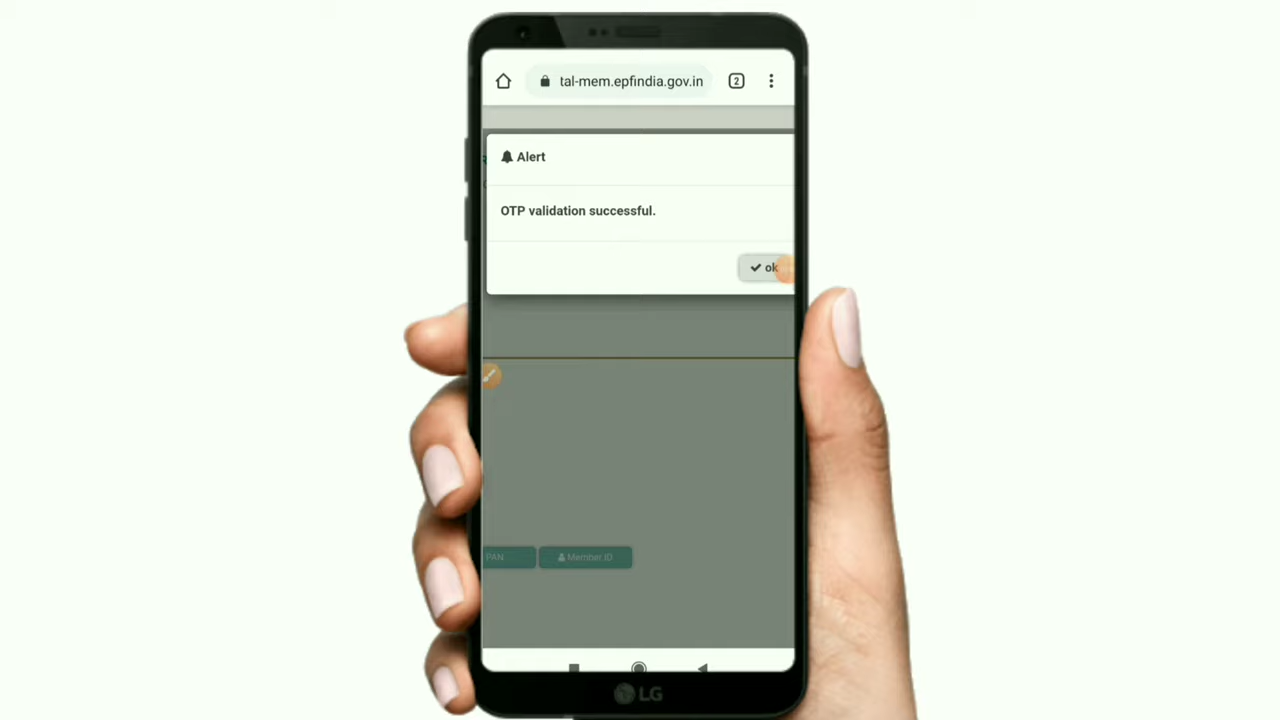 tal-mem.epfindia.gov.in
2
Alert
OTP validation successful.
ok
PAN
Member ID
LG